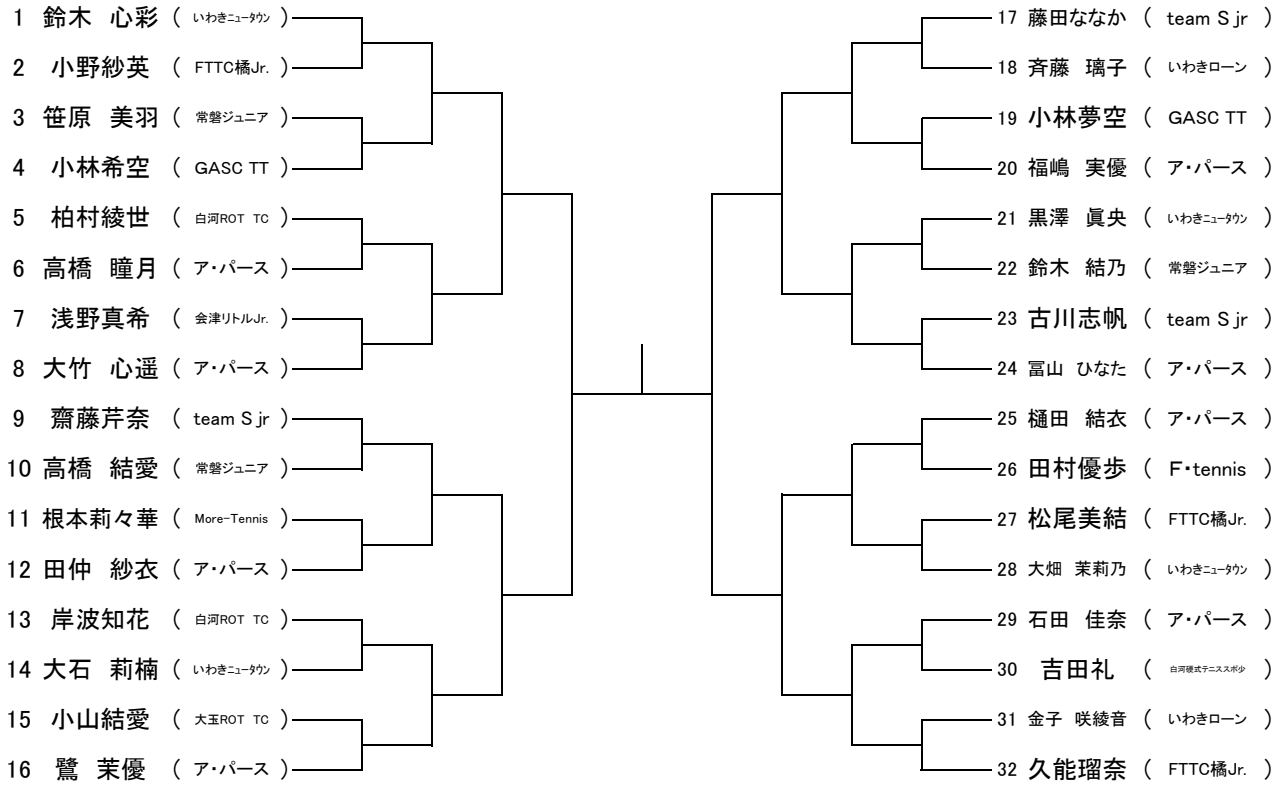 1 鈴木 心彩 ( いわきニュータウン )
2 小野紗英 ( FTTC橘Jr. )
3 笹原 美羽 ( 常磐ジュニア )
4 小林希空 ( GASC TT )
5 柏村綾世 ( 白河ROT TC )
6 高橋 瞳月 ( ア・パース )
7 浅野真希 ( 会津リトルJr. )
8 大竹 心遥 ( ア・パース )
9 齋藤芹奈 ( team S jr )
10 高橋 結愛 ( 常磐ジュニア )
11 根本莉々華 ( More-Tennis )
12 田仲 紗衣 ( ア・パース )
13 岸波知花 ( 白河ROT TC )
14 大石 莉楠 ( いわきニュータウン )
15 小山結愛 ( 大玉ROT TC )
16 鷺 茉優 ( ア・パース )
17 藤田ななか ( team S jr )
18 斉藤 璃子 ( いわきローン )
19 小林夢空 ( GASC TT )
20 福嶋 実優 ( ア・パース )
21 黒澤 眞央 ( いわきニュータウン )
22 鈴木 結乃 ( 常磐ジュニア )
23 古川志帆 ( team S jr )
24 冨山 ひなた ( ア・パース )
25 樋田 結衣 ( ア・パース )
26 田村優歩 ( F・tennis )
27 松尾美結 ( FTTC橘Jr. )
28 大畑 茉莉乃 ( いわきニュータウン )
29 石田 佳奈 ( ア・パース )
30 吉田礼 ( 白河硬式テニススポ少 )
31 金子 咲綾音 ( いわきローン )
32 久能瑠奈 ( FTTC橘Jr. )